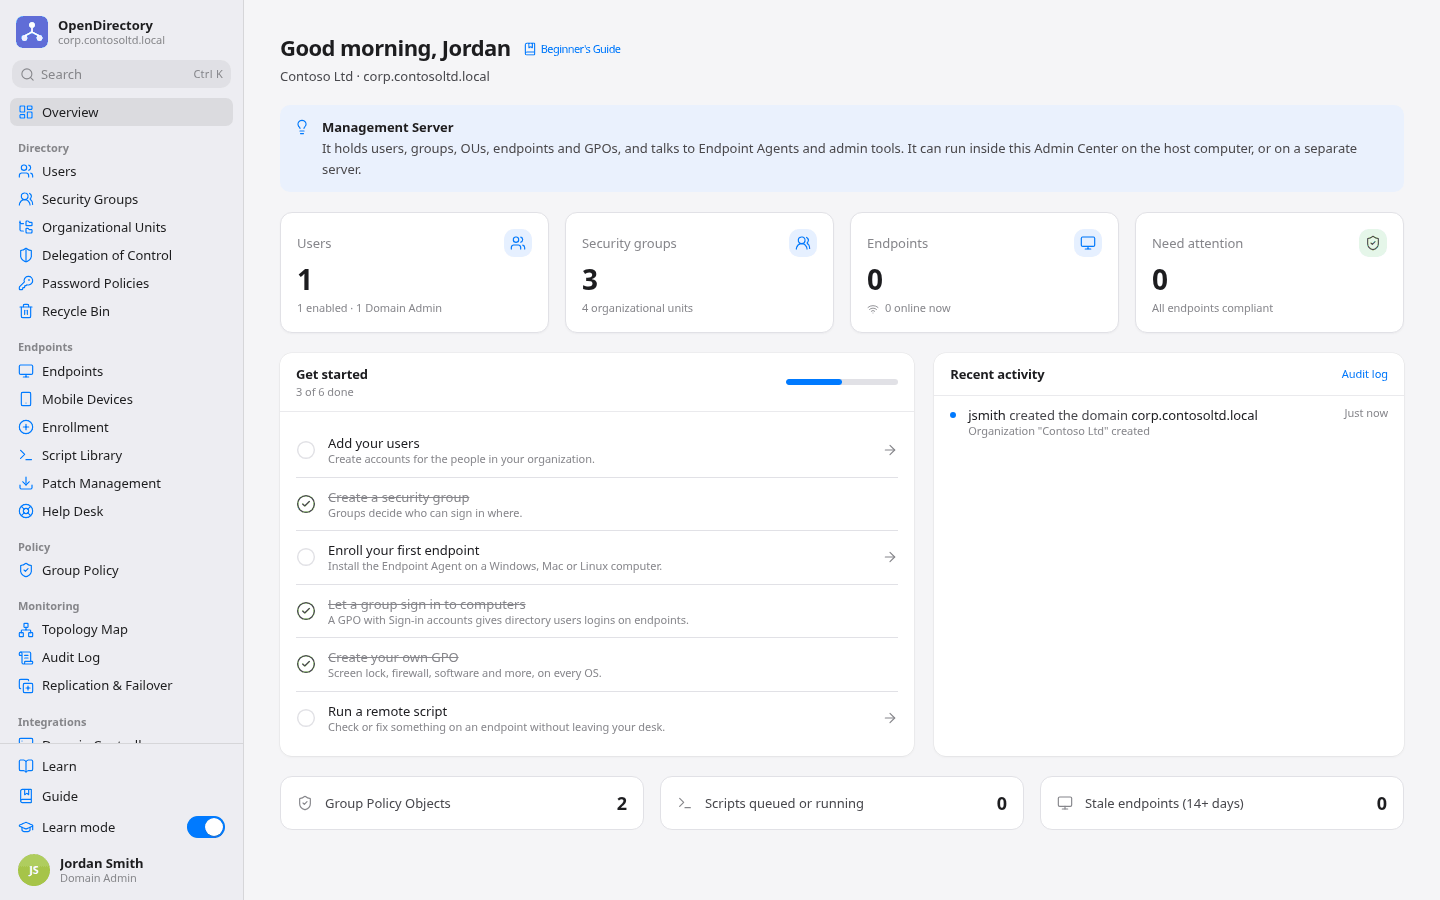 OpenDirectory
corp.contosoltd.local
Search
Ctrl K
Overview
Directory
Users
Security Groups
Organizational Units
Delegation of Control
Password Policies
Recycle Bin
Endpoints
Endpoints
Mobile Devices
Enrollment
Script Library
Patch Management
Help Desk
Policy
Group Policy
Monitoring
Topology Map
Audit Log
Replication & Failover
Integrations
Learn
Guide
Learn mode
JS
Jordan Smith
Domain Admin
Good morning, Jordan
Beginner's Guide
Contoso Ltd · corp.contosoltd.local
Management Server
It holds users, groups, OUs, endpoints and GPOs, and talks to Endpoint Agents and admin tools. It can run inside this Admin Center on the host computer, or on a separate
server.
Users
1
1 enabled · 1 Domain Admin
Security groups
3
4 organizational units
Endpoints
0
0 online now
Need attention
0
All endpoints compliant
Get started
3 of 6 done
Add your users
Create accounts for the people in your organization.
Create a security group
Groups decide who can sign in where.
Enroll your first endpoint
Install the Endpoint Agent on a Windows, Mac or Linux computer.
Let a group sign in to computers
A GPO with Sign-in accounts gives directory users logins on endpoints.
Create your own GPO
Screen lock, firewall, software and more, on every OS.
Run a remote script
Check or fix something on an endpoint without leaving your desk.
Recent activity
Audit log
jsmith created the domain corp.contosoltd.local
Just now
Organization "Contoso Ltd" created
Group Policy Objects
2
Scripts queued or running
0
Stale endpoints (14+ days)
0